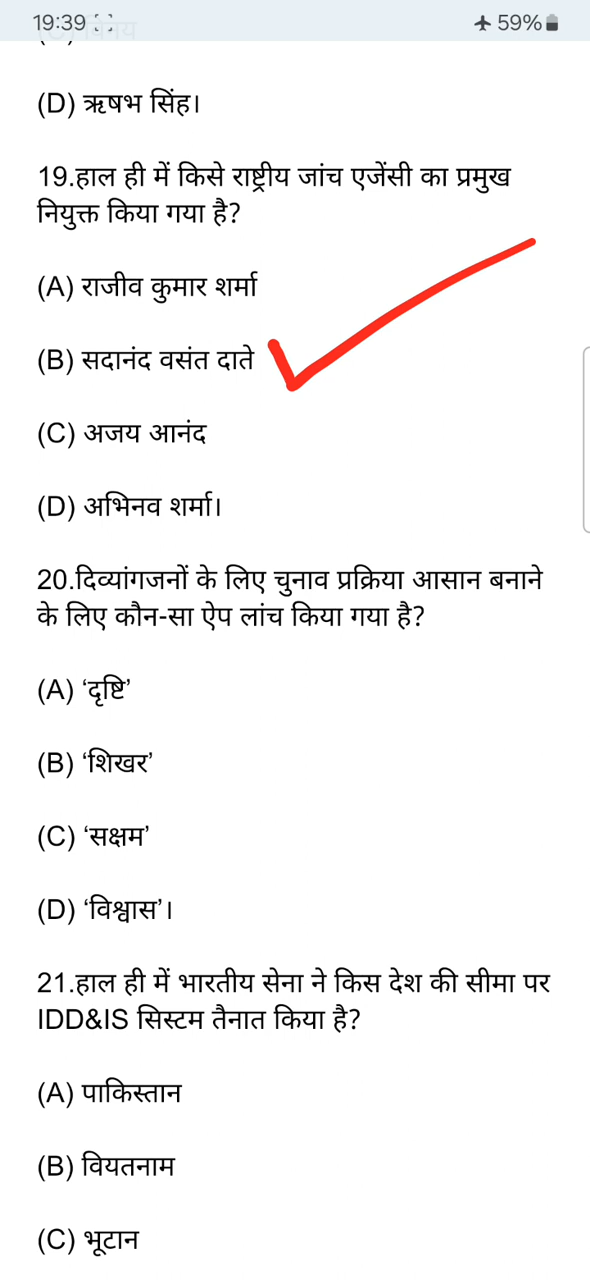 19:39
59%
(D) ऋषभ सिंह।
19.हाल ही में किसे राष्ट्रीय जांच एजेंसी का प्रमुख
नियुक्त किया गया है?
(A) राजीव कुमार शर्मा
(B) सदानंद वसंत दाते
(C) अजय आनंद
(D) अभिनव शर्मा।
20.दिव्यांगजनों के लिए चुनाव प्रक्रिया आसान बनाने
के लिए कौन-सा ऐप लांच किया गया है?
(A) ‘दृष्टि’
(B) ‘शिखर’
(C) ‘सक्षम’
(D) ‘विश्वास’।
21.हाल ही में भारतीय सेना ने किस देश की सीमा पर
IDD&IS सिस्टम तैनात किया है?
(A) पाकिस्तान
(B) वियतनाम
(C) भूटान